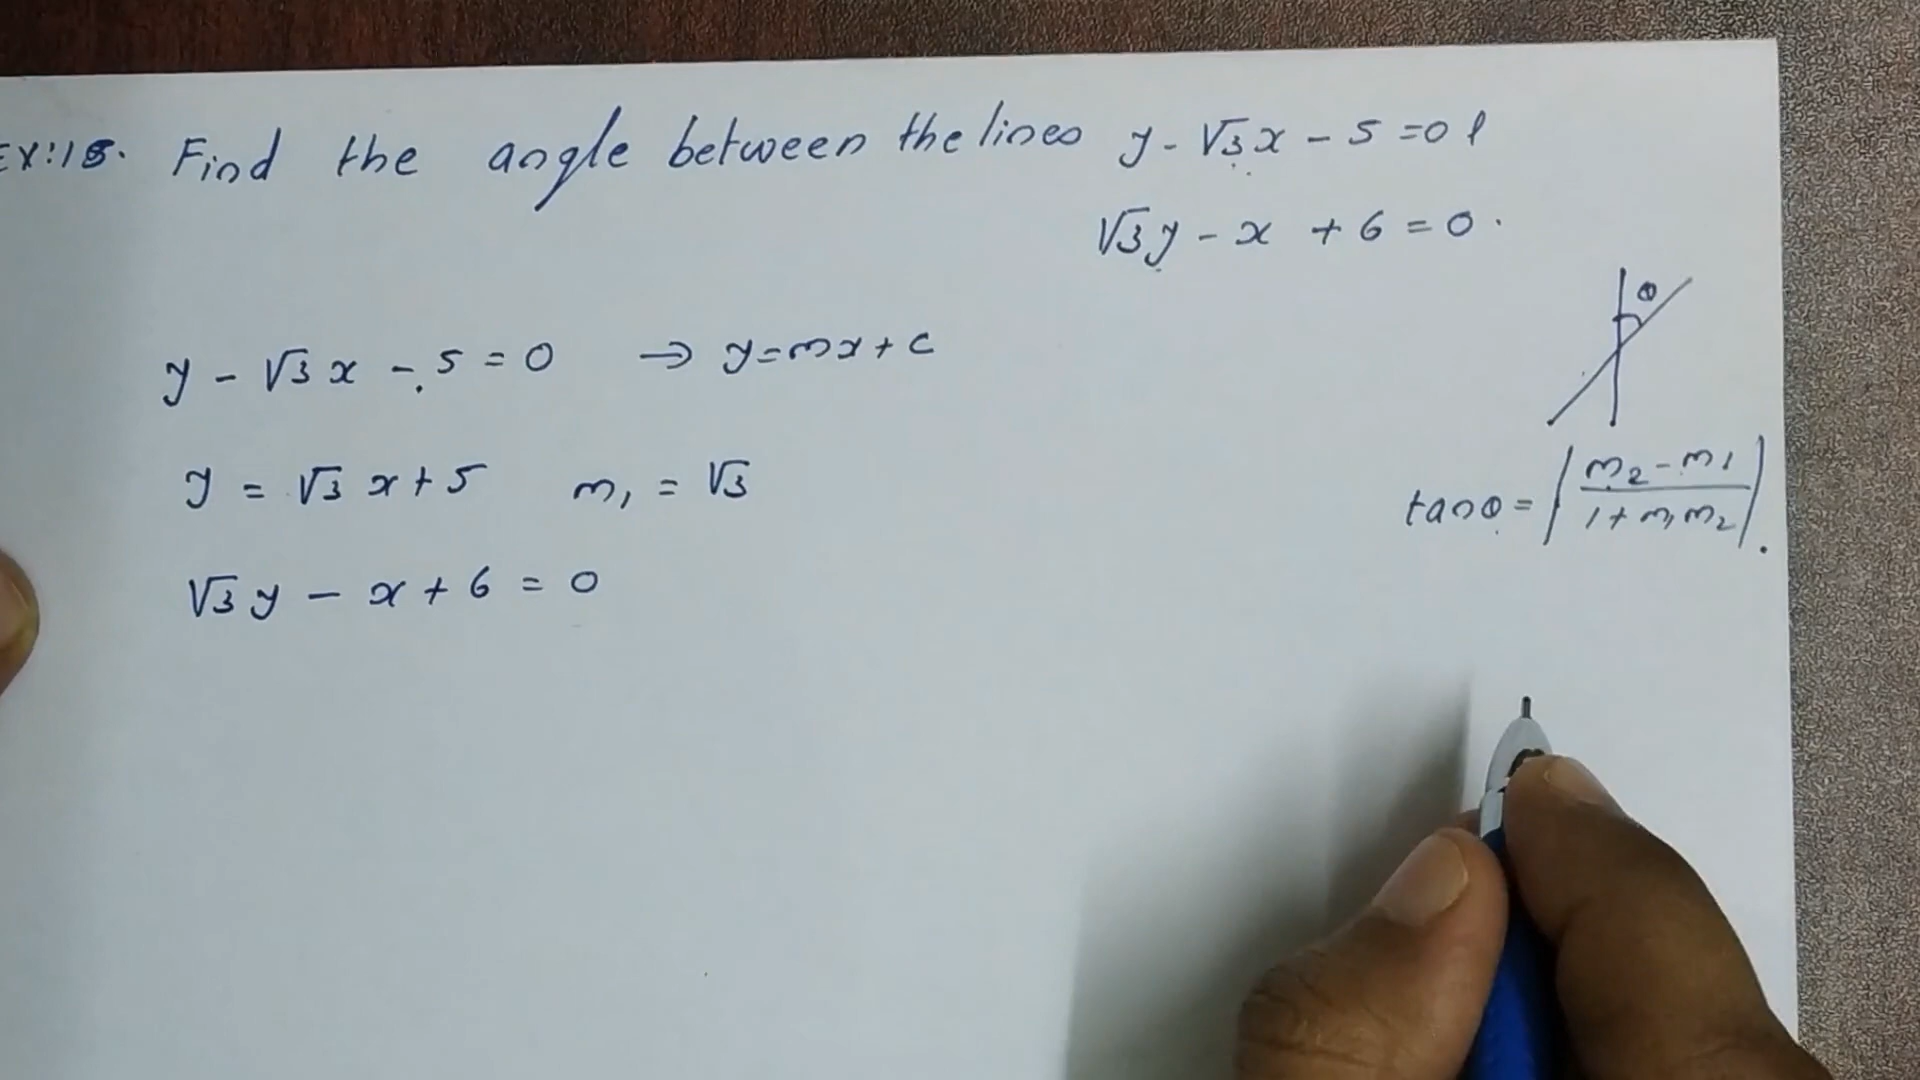 Ex:15. Find the angle between the lines y - √3x - 5 = 0 &
√3y - x + 6 = 0.
θ
y - √3x - 5 = 0 → y = mx + c
y = √3x + 5 m₁ = √3
tanθ = |m₂ - m₁ / 1 + m₁m₂|.
√3y - x + 6 = 0